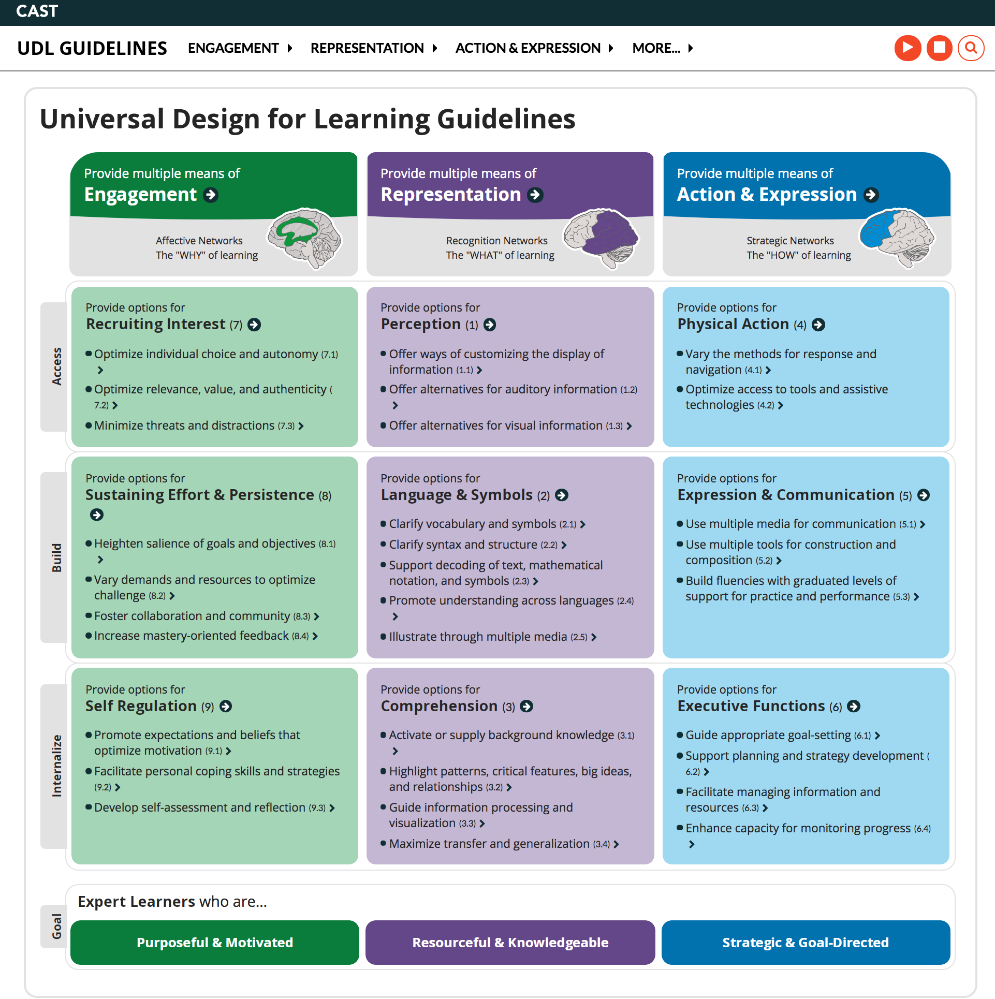 CAST
UDL GUIDELINES ENGAGEMENT REPRESENTATION ACTION & EXPRESSION MORE...
Universal Design for Learning Guidelines
Provide multiple means of
Engagement
Affective Networks
The "WHY" of learning
Provide multiple means of
Representation
Recognition Networks
The "WHAT" of learning
Provide multiple means of
Action & Expression
Strategic Networks
The "HOW" of learning
Access
Provide options for
Recruiting Interest (7)
Optimize individual choice and autonomy (7.1)
Optimize relevance, value, and authenticity (
7.2)
Minimize threats and distractions (7.3)
Provide options for
Perception (1)
Offer ways of customizing the display of
information (1.1)
Offer alternatives for auditory information (1.2)
Offer alternatives for visual information (1.3)
Provide options for
Physical Action (4)
Vary the methods for response and
navigation (4.1)
Optimize access to tools and assistive
technologies (4.2)
Build
Provide options for
Sustaining Effort & Persistence (8)
Heighten salience of goals and objectives (8.1)
Vary demands and resources to optimize
challenge (8.2)
Foster collaboration and community (8.3)
Increase mastery-oriented feedback (8.4)
Provide options for
Language & Symbols (2)
Clarify vocabulary and symbols (2.1)
Clarify syntax and structure (2.2)
Support decoding of text, mathematical
notation, and symbols (2.3)
Promote understanding across languages (2.4)
Illustrate through multiple media (2.5)
Provide options for
Expression & Communication (5)
Use multiple media for communication (5.1)
Use multiple tools for construction and
composition (5.2)
Build fluencies with graduated levels of
support for practice and performance (5.3)
Internalize
Provide options for
Self Regulation (9)
Promote expectations and beliefs that
optimize motivation (9.1)
Facilitate personal coping skills and strategies
(9.2)
Develop self-assessment and reflection (9.3)
Provide options for
Comprehension (3)
Activate or supply background knowledge (3.1)
Highlight patterns, critical features, big ideas,
and relationships (3.2)
Guide information processing and
visualization (3.3)
Maximize transfer and generalization (3.4)
Provide options for
Executive Functions (6)
Guide appropriate goal-setting (6.1)
Support planning and strategy development (
6.2)
Facilitate managing information and
resources (6.3)
Enhance capacity for monitoring progress (6.4)
Goal
Expert Learners who are...
Purposeful & Motivated
Resourceful & Knowledgeable
Strategic & Goal-Directed